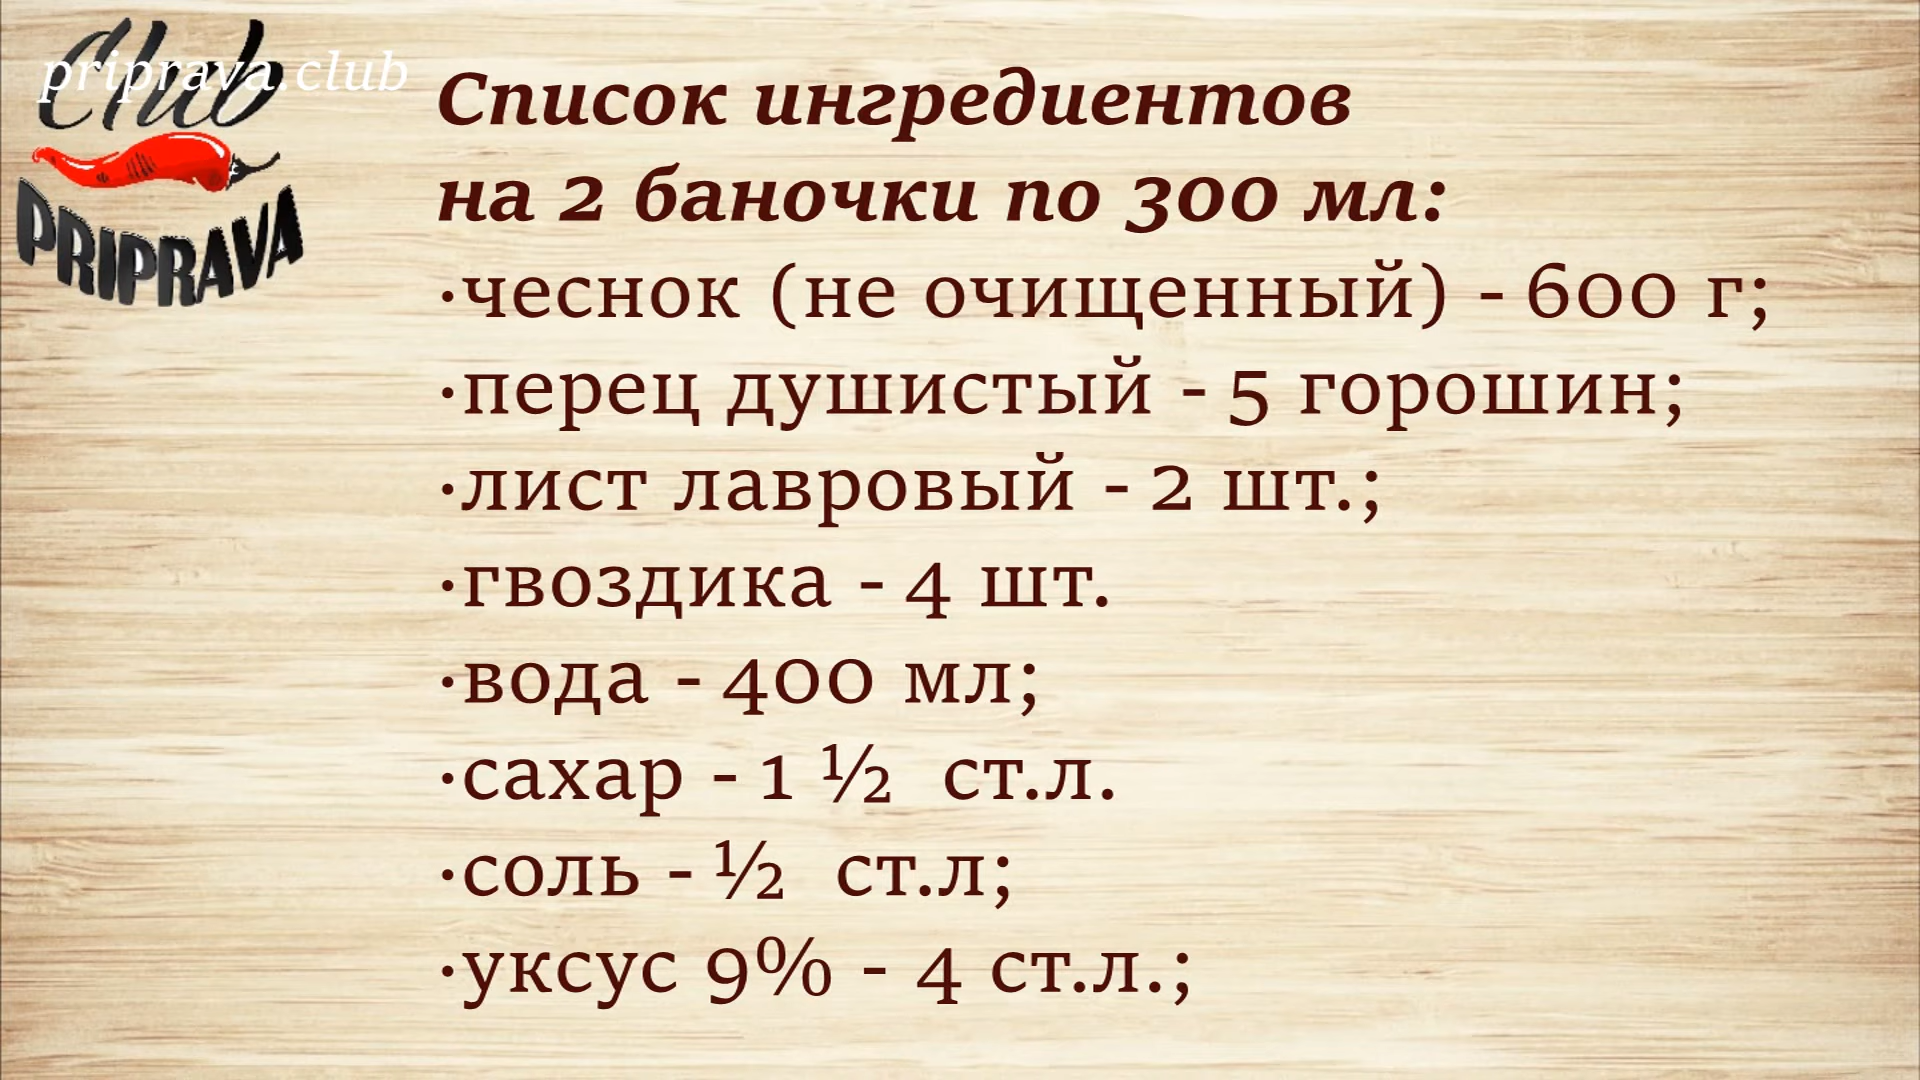 Club
priprava.club
PRIPRAVA
Список ингредиентов
на 2 баночки по 300 мл:
·чеснок (не очищенный) - 600 г;
·перец душистый - 5 горошин;
·лист лавровый - 2 шт.;
·гвоздика - 4 шт.
·вода - 400 мл;
·сахар - 1 ½  ст.л.
·соль - ½  ст.л;
·уксус 9% - 4 ст.л.;